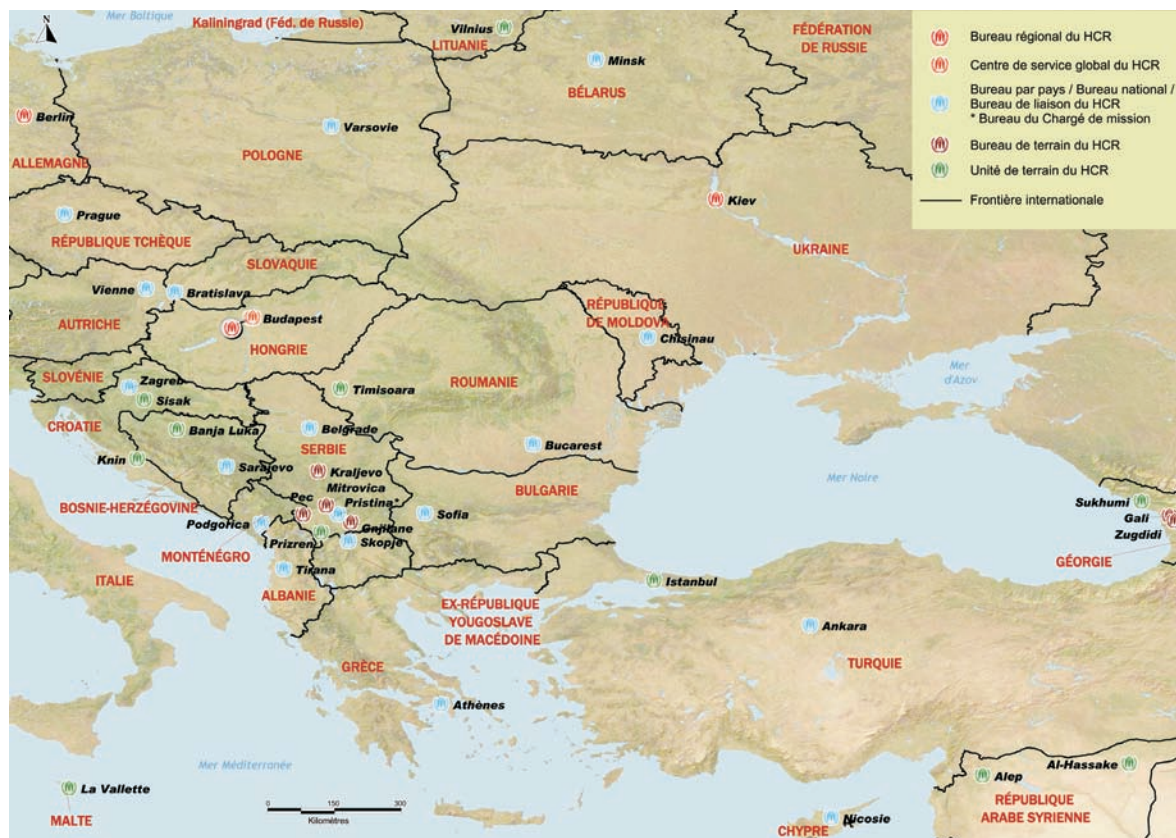 N
Mer Baltique
Kaliningrad (Féd. de Russie)
Vilnius
LITUANIE
Minsk
BÉLARUS
FÉDÉRATION
DE RUSSIE
Bureau régional du HCR
Centre de service global du HCR
Bureau par pays / Bureau national /
Bureau de liaison du HCR
* Bureau du Chargé de mission
Bureau de terrain du HCR
Unité de terrain du HCR
Frontière internationale
Berlin
ALLEMAGNE
Varsovie
POLOGNE
Kiev
UKRAINE
Prague
RÉPUBLIQUE TCHÈQUE
SLOVAQUIE
Vienne
Bratislava
AUTRICHE
Budapest
HONGRIE
RÉPUBLIQUE
DE MOLDOVA
Chisinau
SLOVÉNIE
Zagreb
Sisak
Timisoara
ROUMANIE
Mer
d'Azov
CROATIE
Banja Luka
Belgrade
SERBIE
Bucarest
Knin
Sarajevo
Kraljevo
Mitrovica
Mer Noire
BOSNIE-HERZÉGOVINE
Pec
Pristina*
BULGARIE
Sofia
Sukhumi
Gali
Zugdidi
Podgorica
Gnjilane
MONTÉNÉGRO
Prizren
Skopje
GÉORGIE
ITALIE
Tirana
ALBANIE
Istanbul
EX-RÉPUBLIQUE
YOUGOSLAVE
DE MACÉDOINE
Ankara
TURQUIE
GRÈCE
Athènes
Mer Méditerranée
La Vallette
MALTE
0
150
300
Kilomètres
Alep
Al-Hassake
RÉPUBLIQUE
ARABE SYRIENNE
Nicosie
CHYPRE